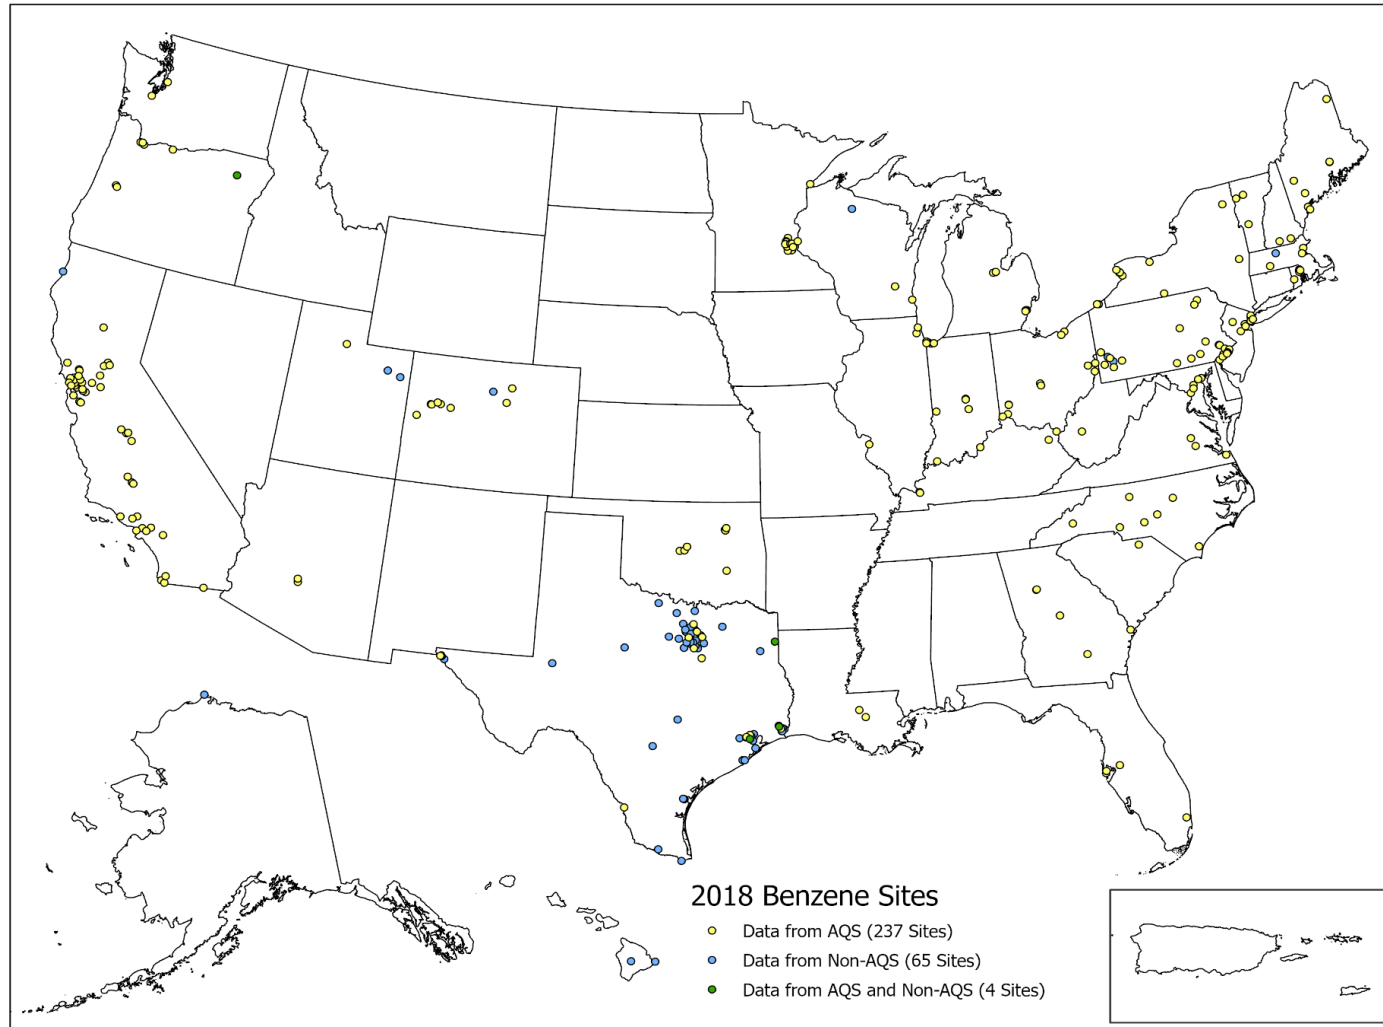 2018 Benzene Sites
Data from AQS (237 Sites)
Data from Non-AQS (65 Sites)
Data from AQS and Non-AQS (4 Sites)